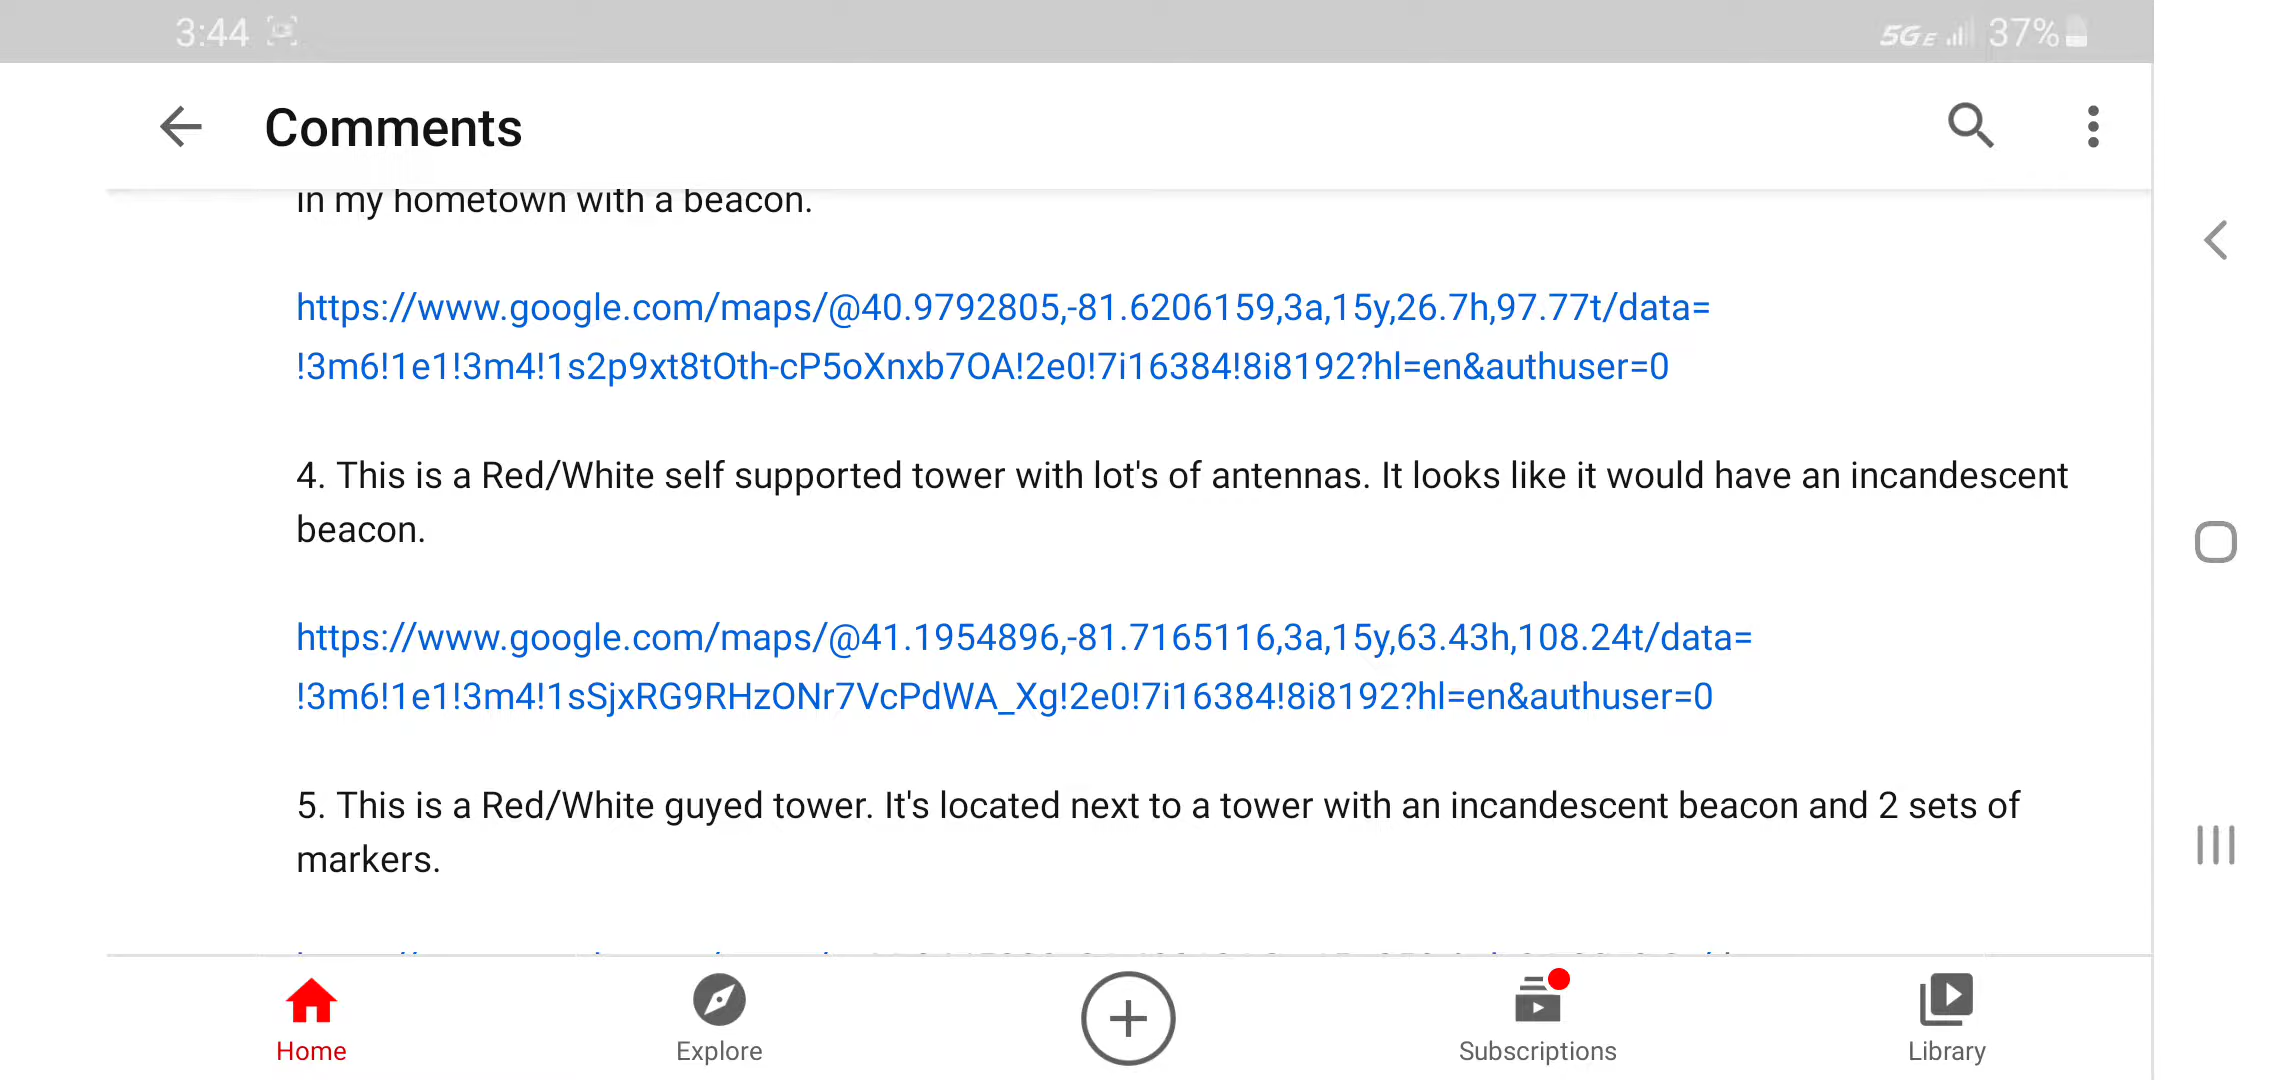 3:44
5GE 37%
Comments
in my hometown with a beacon.
https://www.google.com/maps/@40.9792805,-81.6206159,3a,15y,26.7h,97.77t/data=
!3m6!1e1!3m4!1s2p9xt8tOth-cP5oXnxb7OA!2e0!7i16384!8i8192?hl=en&authuser=0
4. This is a Red/White self supported tower with lot's of antennas. It looks like it would have an incandescent
beacon.
https://www.google.com/maps/@41.1954896,-81.7165116,3a,15y,63.43h,108.24t/data=
!3m6!1e1!3m4!1sSjxRG9RHzONr7VcPdWA_Xg!2e0!7i16384!8i8192?hl=en&authuser=0
5. This is a Red/White guyed tower. It's located next to a tower with an incandescent beacon and 2 sets of
markers.
Home
Explore
Subscriptions
Library